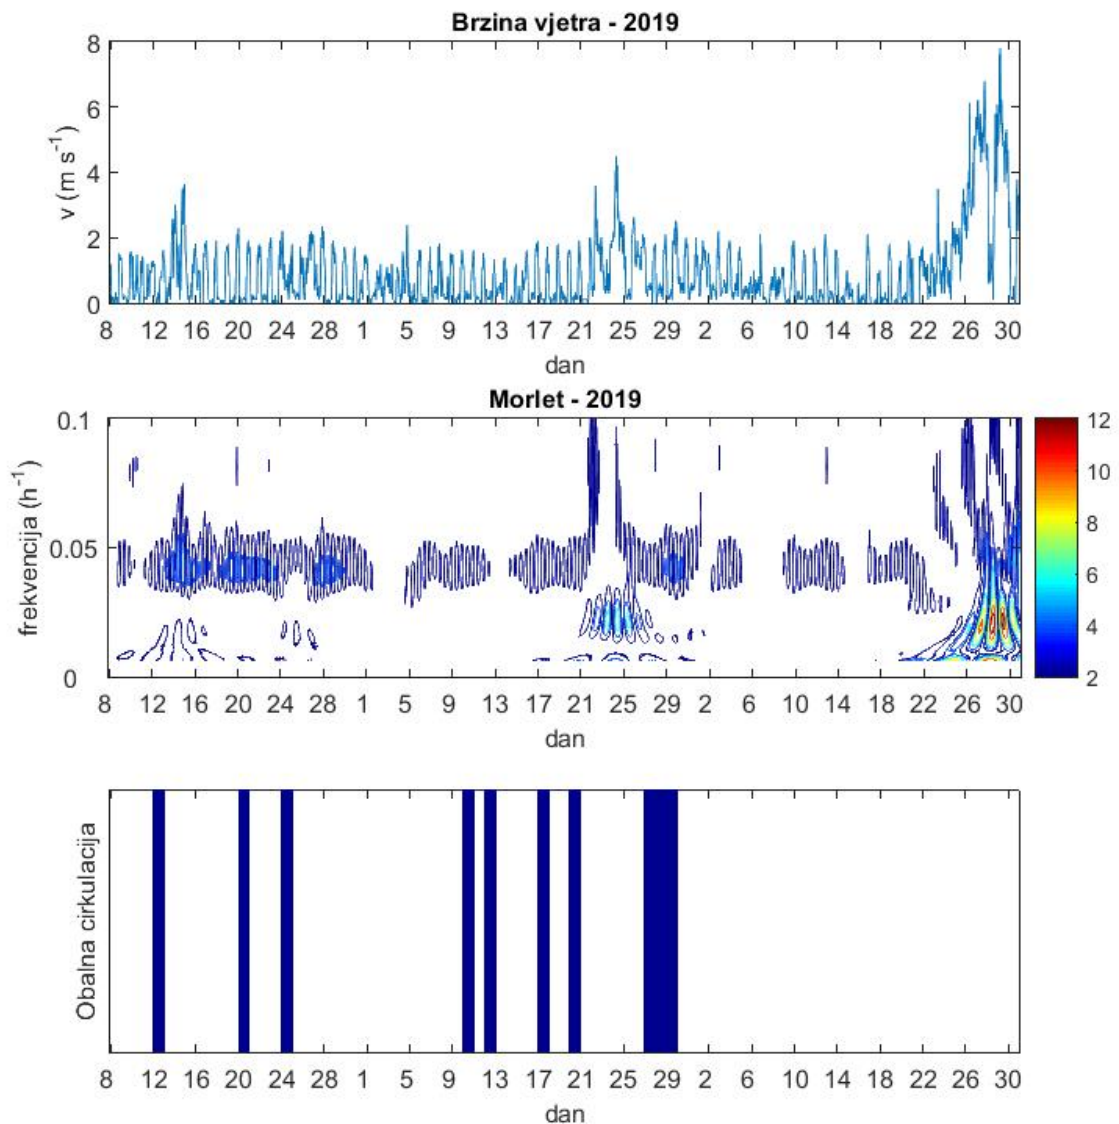 Brzina vjetra - 2019
8
6
4
2
0
v (m s⁻¹)
8 12 16 20 24 28 1 5 9 13 17 21 25 29 2 6 10 14 18 22 26 30
dan
Morlet - 2019
0.1
0.05
0
frekvencija (h⁻¹)
12
10
8
6
4
2
8 12 16 20 24 28 1 5 9 13 17 21 25 29 2 6 10 14 18 22 26 30
dan
Obalna cirkulacija
8 12 16 20 24 28 1 5 9 13 17 21 25 29 2 6 10 14 18 22 26 30
dan